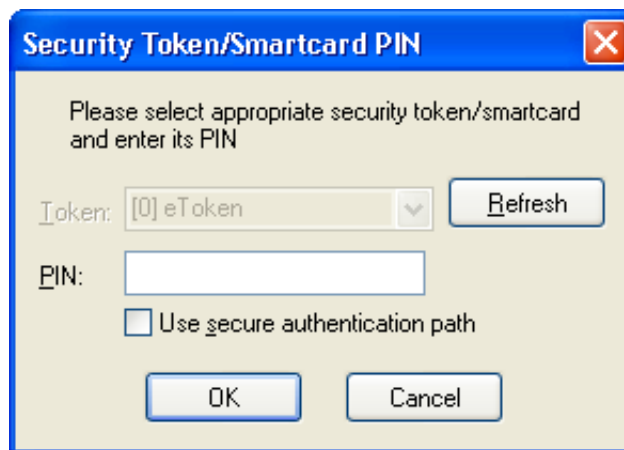 Security Token/Smartcard PIN
Please select appropriate security token/smartcard
and enter its PIN
Token: [0] eToken Refresh
PIN:
Use secure authentication path
OK Cancel